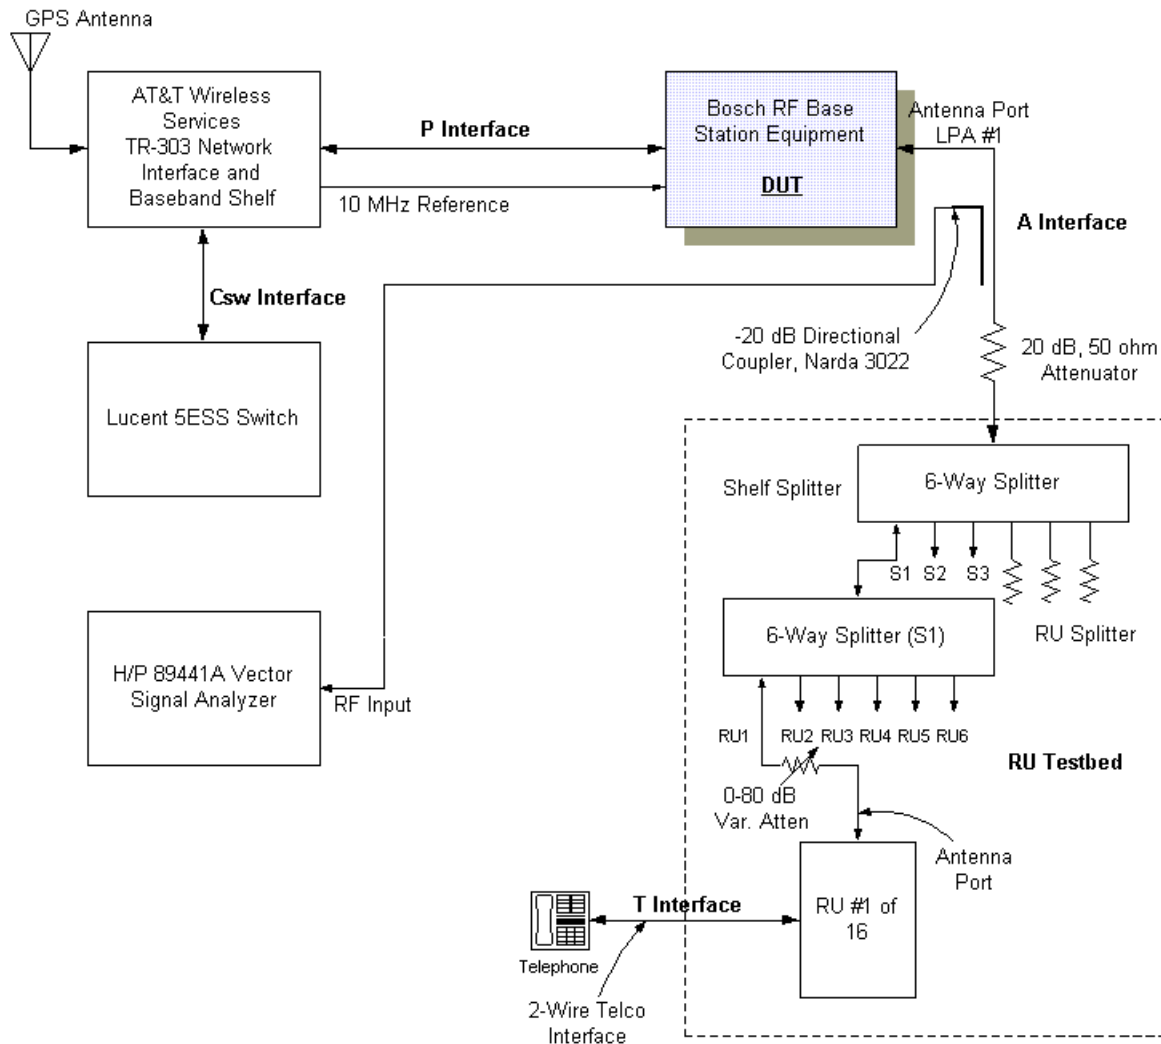 GPS Antenna
AT&T Wireless
Services
TR-303 Network
Interface and
Baseband Shelf
P Interface
10 MHz Reference
Bosch RF Base
Station Equipment
DUT
Antenna Port
LPA #1
A Interface
Csw Interface
-20 dB Directional
Coupler, Narda 3022
20 dB, 50 ohm
Attenuator
Lucent 5ESS Switch
Shelf Splitter
6-Way Splitter
S1
S2
S3
6-Way Splitter (S1)
RU Splitter
H/P 89441A Vector
Signal Analyzer
RF Input
RU1
RU2
RU3
RU4
RU5
RU6
RU Testbed
0-80 dB
Var. Atten
Antenna
Port
T Interface
RU #1 of
16
Telephone
2-Wire Telco
Interface